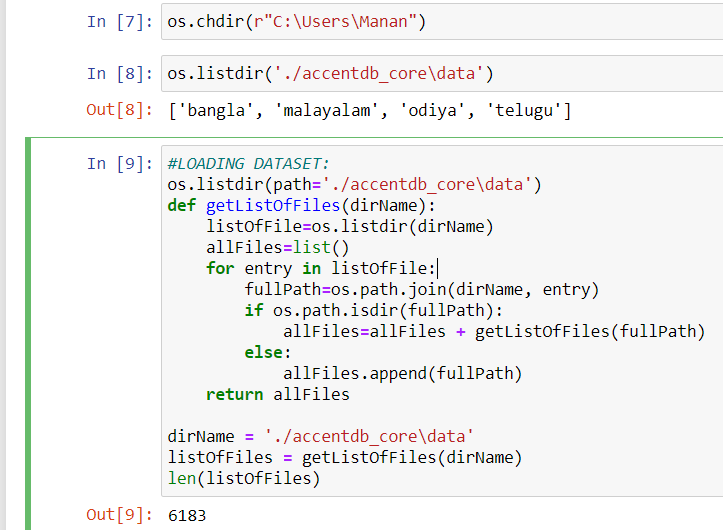 In [7]: os.chdir(r"C:\Users\Manan")
In [8]: os.listdir('./accentdb_core\data')
Out[8]: ['bangla', 'malayalam', 'odiya', 'telugu']
In [9]: #LOADING DATASET:
os.listdir(path='./accentdb_core\data')
def getListOfFiles(dirName):
    listOfFile=os.listdir(dirName)
    allFiles=list()
    for entry in listOfFile:
        fullPath=os.path.join(dirName, entry)
        if os.path.isdir(fullPath):
            allFiles=allFiles + getListOfFiles(fullPath)
        else:
            allFiles.append(fullPath)
    return allFiles
dirName = './accentdb_core\data'
listOfFiles = getListOfFiles(dirName)
len(listOfFiles)
Out[9]: 6183